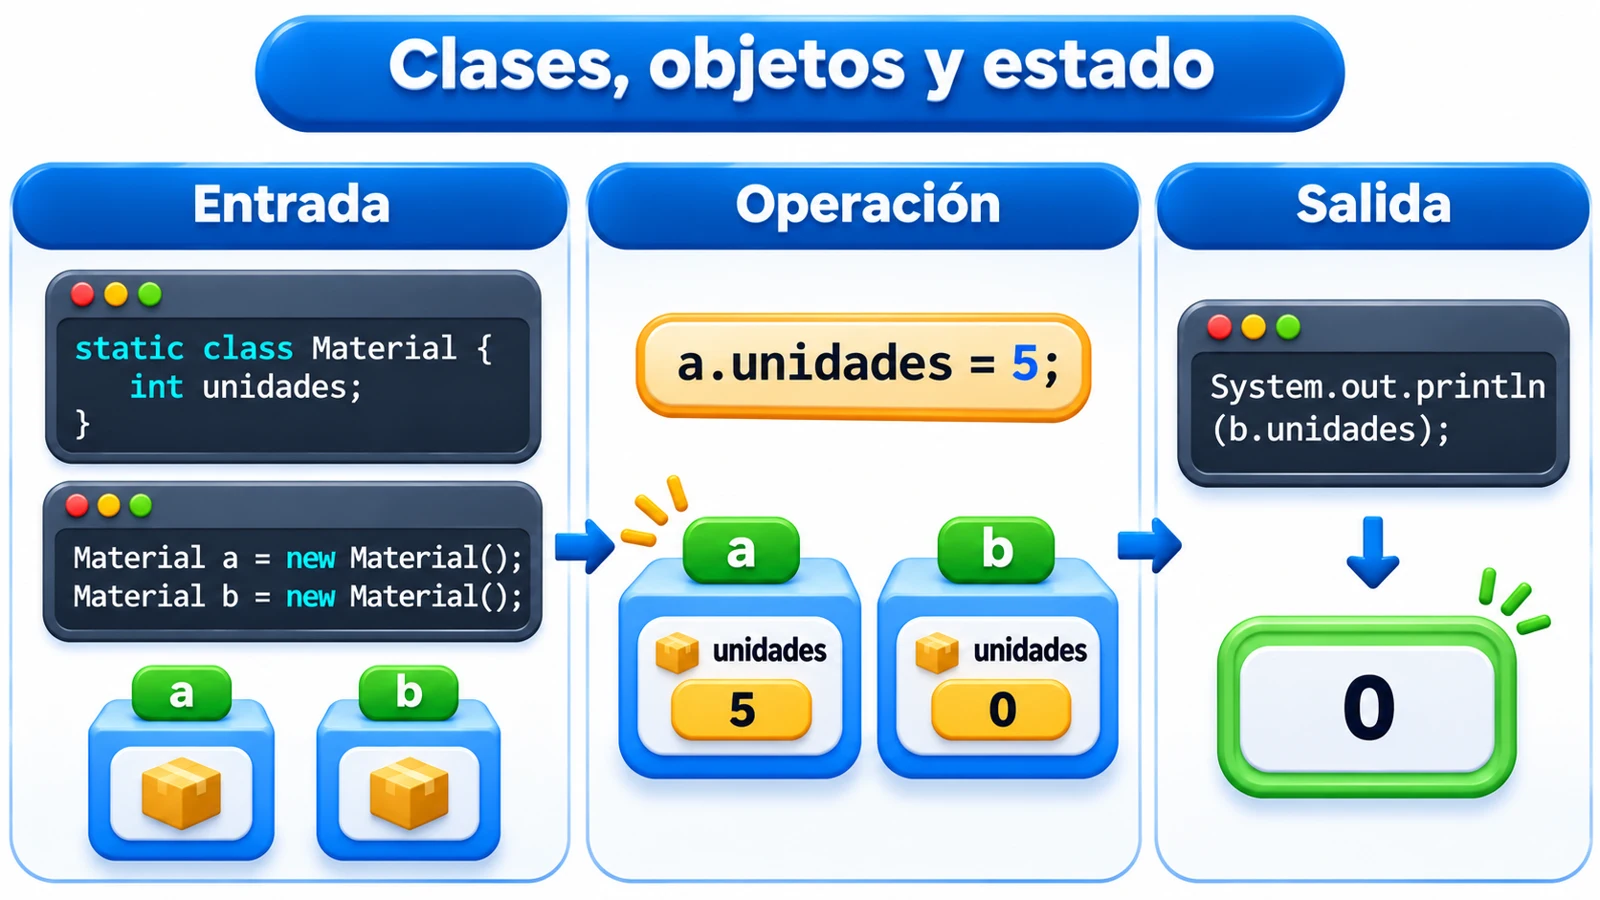 Clases, objetos y estado
Entrada
static class Material {
int unidades;
}
Material a = new Material();
Material b = new Material();
a
b
Operación
a.unidades = 5;
a
unidades
5
b
unidades
0
Salida
System.out.println
(b.unidades);
0